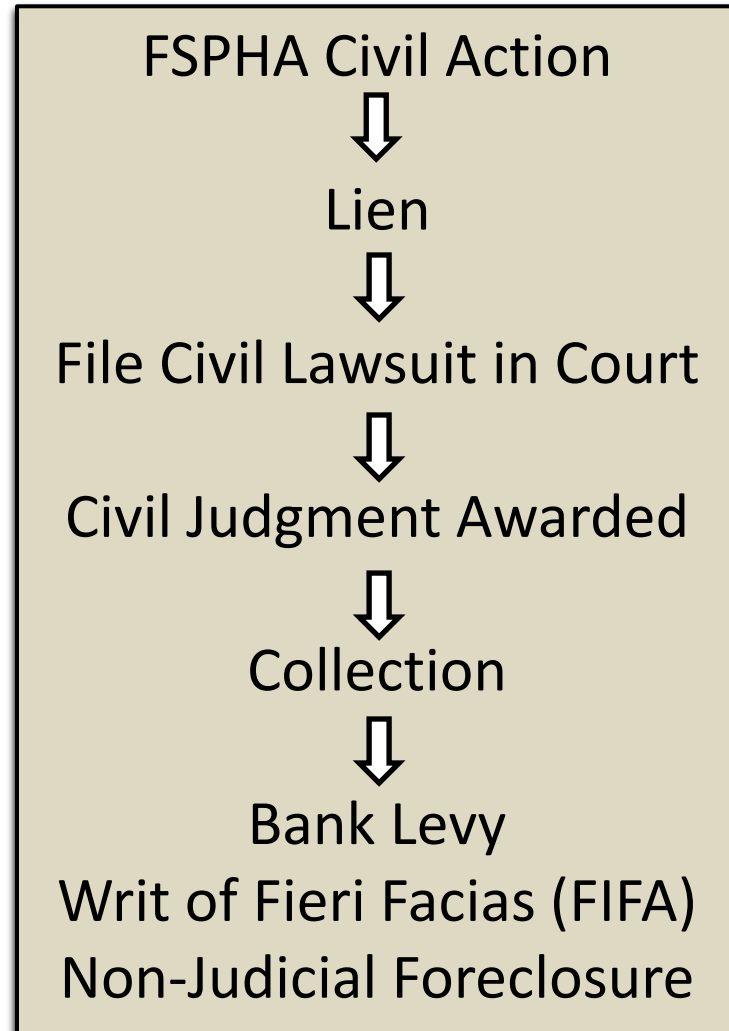 FSPHA Civil Action
Lien
File Civil Lawsuit in Court
Civil Judgment Awarded
Collection
Bank Levy
Writ of Fieri Facias (FIFA)
Non-Judicial Foreclosure